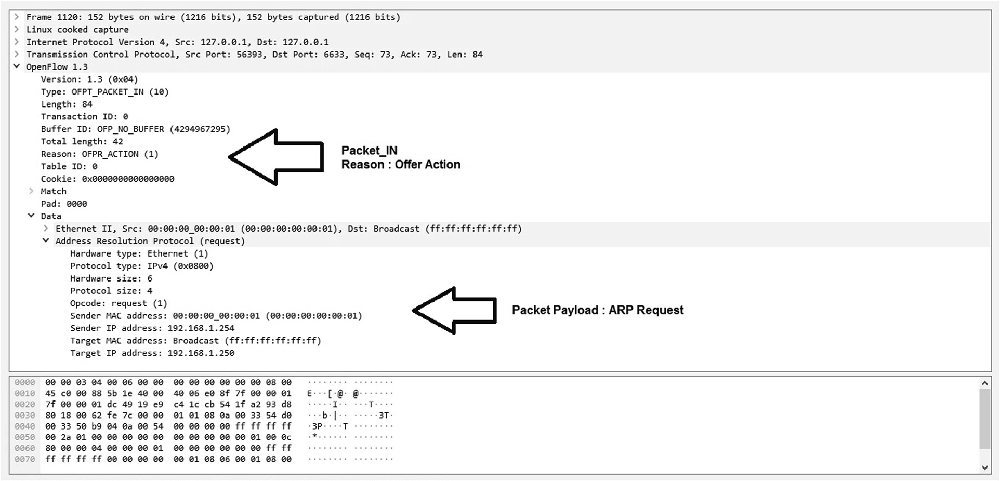 Frame 1120: 152 bytes on wire (1216 bits), 152 bytes captured (1216 bits)
Linux cooked capture
Internet Protocol Version 4, Src: 127.0.0.1, Dst: 127.0.0.1
Transmission Control Protocol, Src Port: 56393, Dst Port: 6633, Seq: 73, Ack: 73, Len: 84
OpenFlow 1.3
Version: 1.3 (0x04)
Type: OFPT_PACKET_IN (10)
Length: 84
Transaction ID: 0
Buffer ID: OFP_NO_BUFFER (4294967295)
Total length: 42
Reason: OFPR_ACTION (1)
Table ID: 0
Cookie: 0x0000000000000000
Packet_IN
Reason : Offer Action
Match
Pad: 0000
Data
Ethernet II, Src: 00:00:00_00:00:01 (00:00:00:00:00:01), Dst: Broadcast (ff:ff:ff:ff:ff:ff)
Address Resolution Protocol (request)
Hardware type: Ethernet (1)
Protocol type: IPv4 (0x0800)
Hardware size: 6
Protocol size: 4
Opcode: request (1)
Sender MAC address: 00:00:00_00:00:01 (00:00:00:00:00:01)
Sender IP address: 192.168.1.254
Target MAC address: Broadcast (ff:ff:ff:ff:ff:ff)
Target IP address: 192.168.1.250
Packet Payload : ARP Request
0000 00 00 03 04 00 06 00 00 00 00 00 00 00 00 08 00 ········ ········
0010 45 c0 00 88 5b 1e 40 00 40 06 e0 8f 7f 00 00 01 E···[·@· @·······
0020 7f 00 00 01 dc 49 19 e9 c4 1c cb 54 1f a2 93 d8 ·····I·· ···T····
0030 80 18 00 62 fe 7c 00 00 01 01 08 0a 00 33 54 d0 ···b·|·· ·····3T·
0040 00 33 50 b9 04 0a 00 54 00 00 00 00 ff ff ff ff ·3P····T ········
0050 00 2a 01 00 00 00 00 00 00 00 00 00 00 01 00 0c ·*······ ········
0060 80 00 00 04 00 00 00 01 00 00 00 00 00 00 ff ff ········ ········
0070 ff ff ff ff 00 00 00 00 00 01 08 06 00 01 08 00 ········ ········